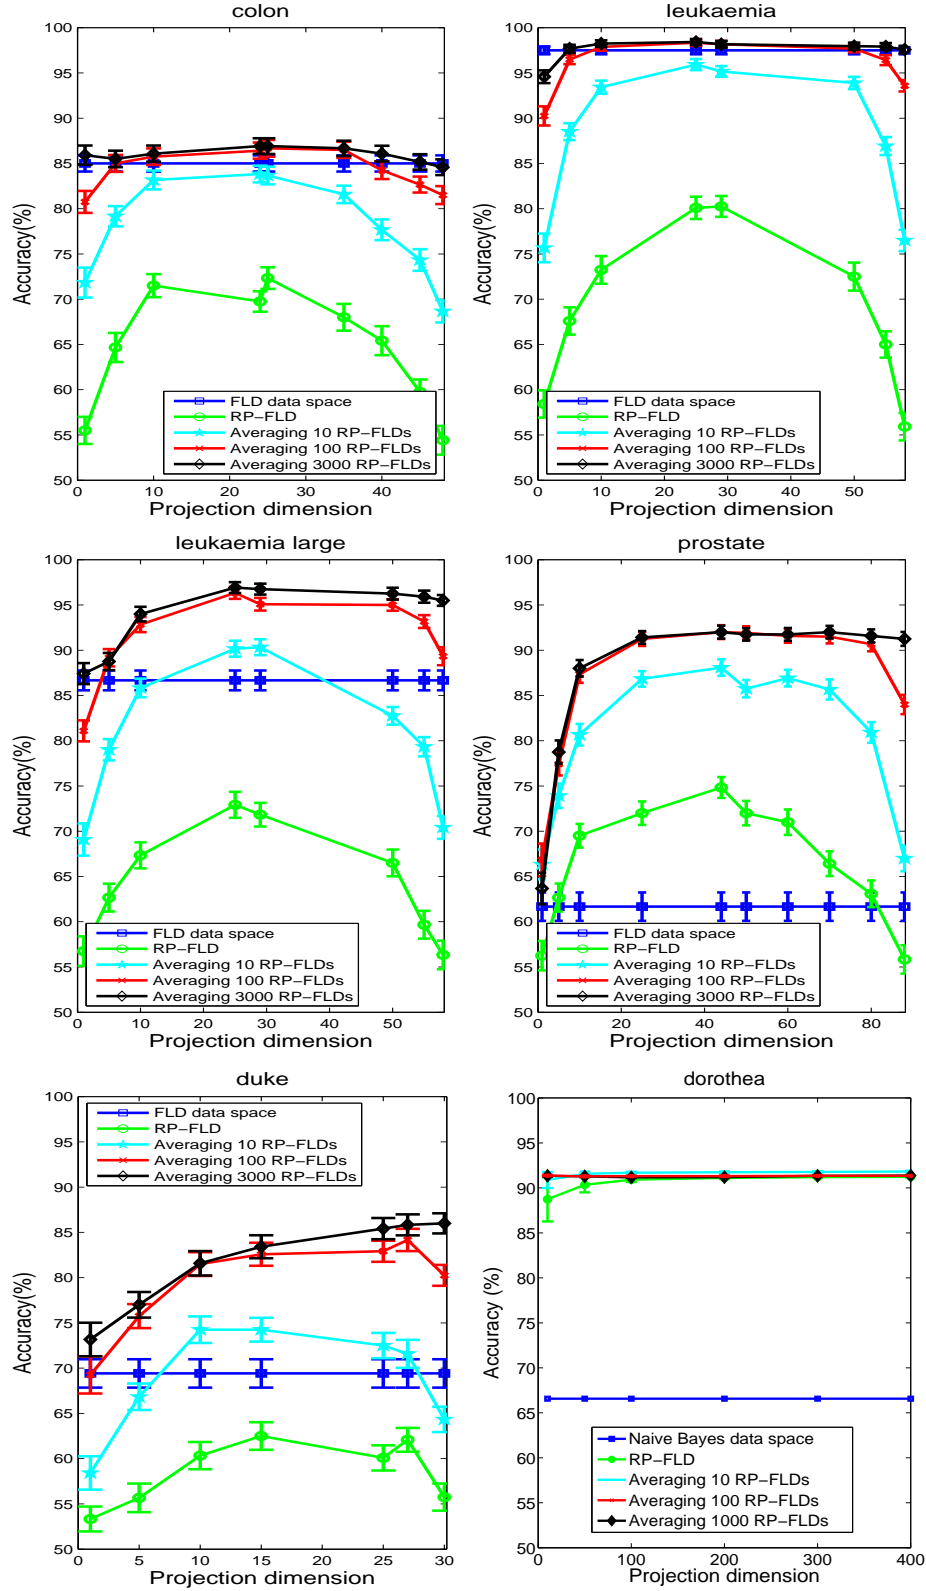 colon
100
95
90
85
80
75
70
65
60
55
50
Accuracy(%)
FLD data space
RP−FLD
Averaging 10 RP−FLDs
Averaging 100 RP−FLDs
Averaging 3000 RP−FLDs
0 10 20 30 40
Projection dimension
leukaemia
100
95
90
85
80
75
70
65
60
55
50
Accuracy(%)
FLD data space
RP−FLD
Averaging 10 RP−FLDs
Averaging 100 RP−FLDs
Averaging 3000 RP−FLDs
0 10 20 30 40 50
Projection dimension
leukaemia large
100
95
90
85
80
75
70
65
60
55
50
Accuracy(%)
FLD data space
RP−FLD
Averaging 10 RP−FLDs
Averaging 100 RP−FLDs
Averaging 3000 RP−FLDs
0 10 20 30 40 50
Projection dimension
prostate
100
95
90
85
80
75
70
65
60
55
50
Accuracy(%)
FLD data space
RP−FLD
Averaging 10 RP−FLDs
Averaging 100 RP−FLDs
Averaging 3000 RP−FLDs
0 20 40 60 80
Projection dimension
duke
100
95
90
85
80
75
70
65
60
55
50
Accuracy(%)
FLD data space
RP−FLD
Averaging 10 RP−FLDs
Averaging 100 RP−FLDs
Averaging 3000 RP−FLDs
0 5 10 15 20 25 30
Projection dimension
dorothea
100
95
90
85
80
75
70
65
60
55
50
Accuracy (%)
Naive Bayes data space
RP−FLD
Averaging 10 RP−FLDs
Averaging 100 RP−FLDs
Averaging 1000 RP−FLDs
0 100 200 300 400
Projection dimension